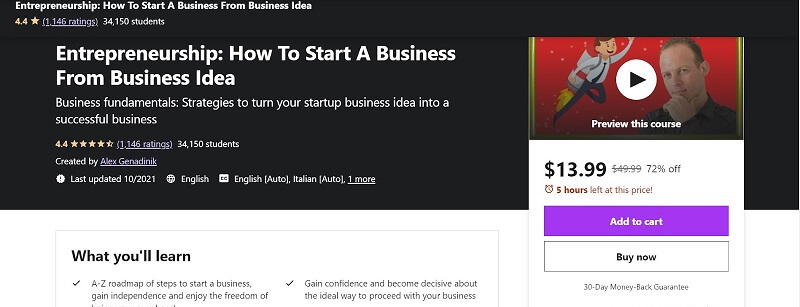 Entrepreneurship: How To Start A Business From Business Idea
4.4 ★ (1,146 ratings) 34,150 students
Entrepreneurship: How To Start A Business
From Business Idea
Business fundamentals: Strategies to turn your startup business idea into a
successful business
4.4 (1,146 ratings) 34,150 students
Created by Alex Genadinik
Last updated 10/2021 English English [Auto], Italian [Auto], 1 more
Preview this course
$13.99 $49.99 72% off
5 hours left at this price!
Add to cart
Buy now
30-Day Money-Back Guarantee
What you'll learn
A-Z roadmap of steps to start a business,
gain independence and enjoy the freedom of
Gain confidence and become decisive about
the ideal way to proceed with your business